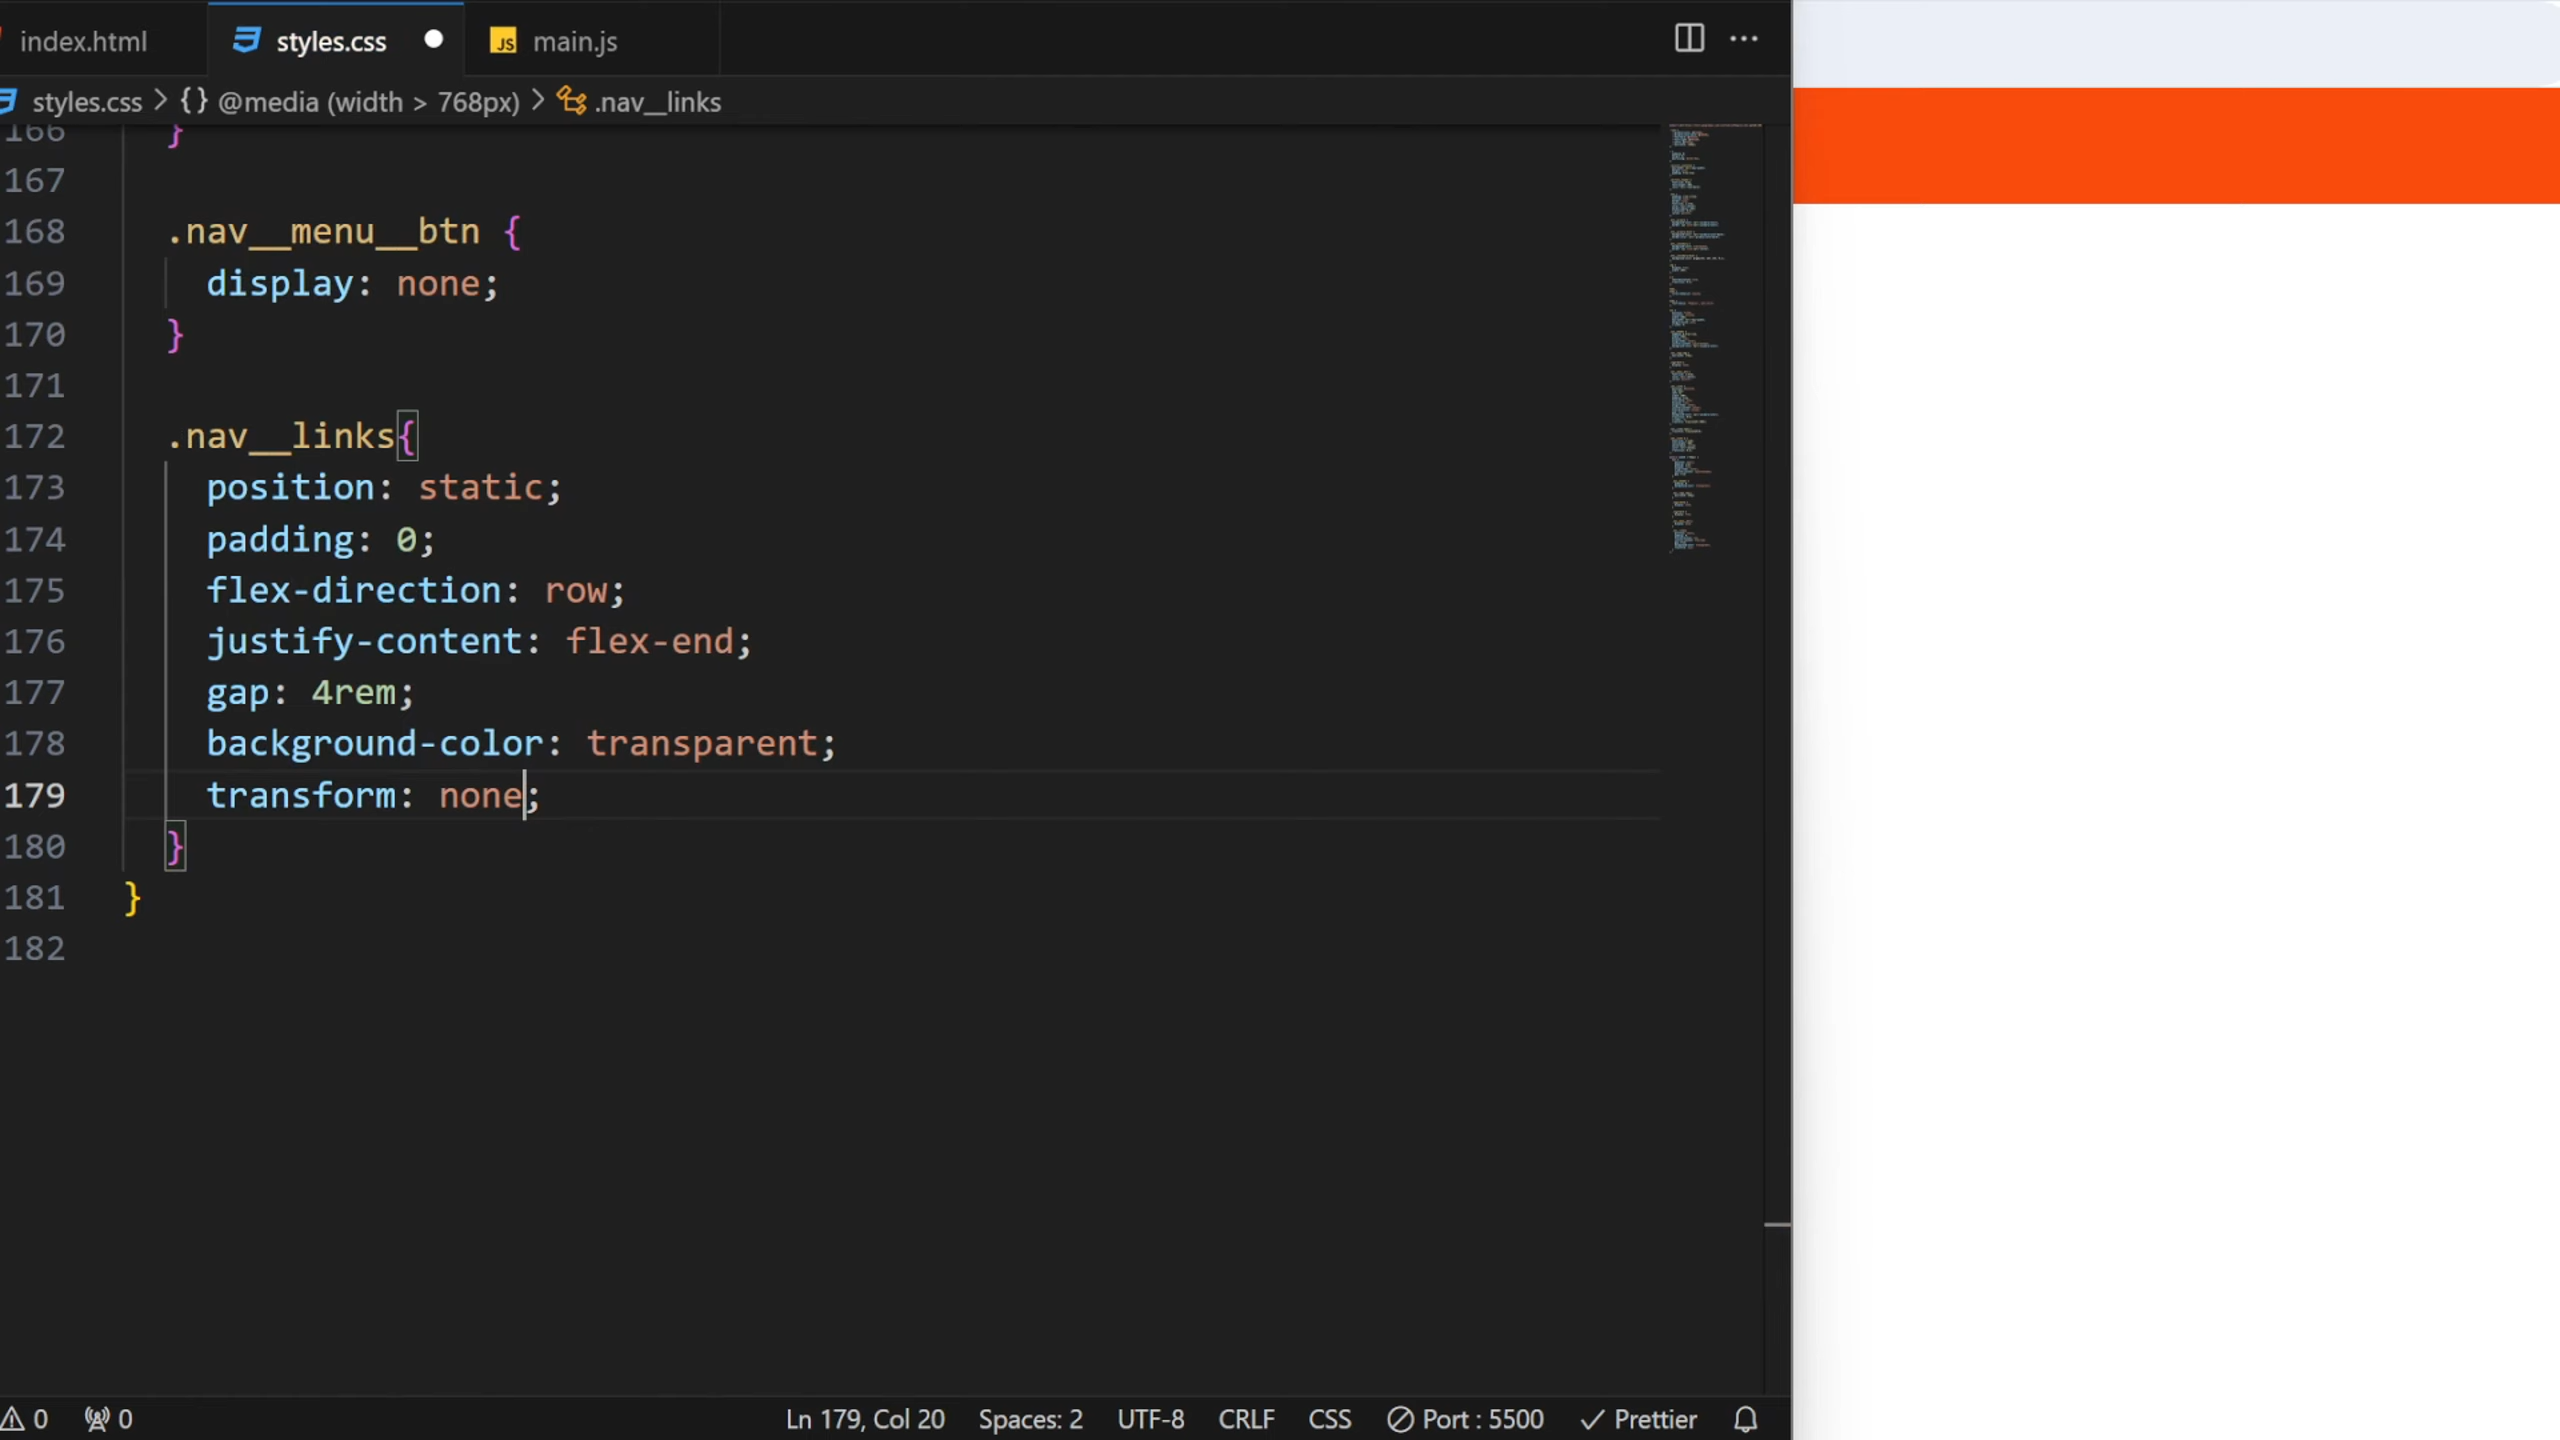 index.html styles.css main.js
styles.css > {} @media (width > 768px) > .nav__links
166 }
167
168 .nav__menu__btn {
169 display: none;
170 }
171
172 .nav__links{
173 position: static;
174 padding: 0;
175 flex-direction: row;
176 justify-content: flex-end;
177 gap: 4rem;
178 background-color: transparent;
179 transform: none;
180 }
181 }
182
0 0 Ln 179, Col 20 Spaces: 2 UTF-8 CRLF CSS Port : 5500 Prettier